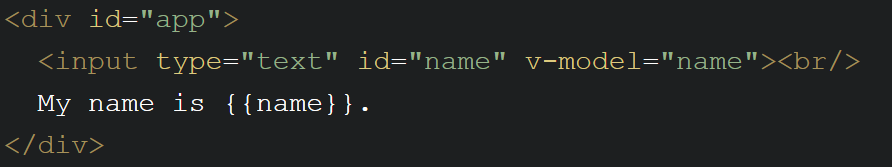 <div id="app">
  <input type="text" id="name" v-model="name"><br/>
  My name is {{name}}.
</div>